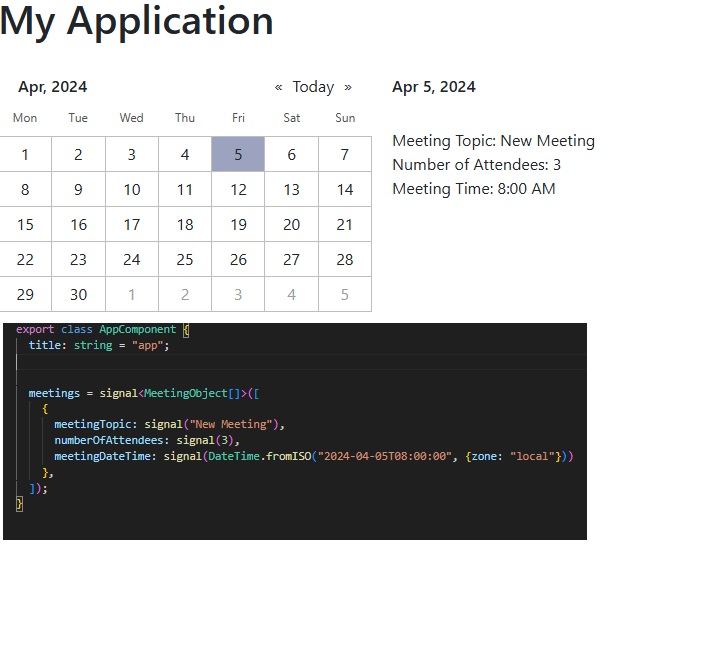 My Application
Apr, 2024 « Today »
Mon Tue Wed Thu Fri Sat Sun
1 2 3 4 5 6 7
8 9 10 11 12 13 14
15 16 17 18 19 20 21
22 23 24 25 26 27 28
29 30 1 2 3 4 5
Apr 5, 2024
Meeting Topic: New Meeting
Number of Attendees: 3
Meeting Time: 8:00 AM
export class AppComponent {
title: string = "app";
meetings = signal<MeetingObject[]>([
{
meetingTopic: signal("New Meeting"),
numberOfAttendees: signal(3),
meetingDateTime: signal(DateTime.fromISO("2024-04-05T08:00:00", {zone: "local"}))
},
]);
}